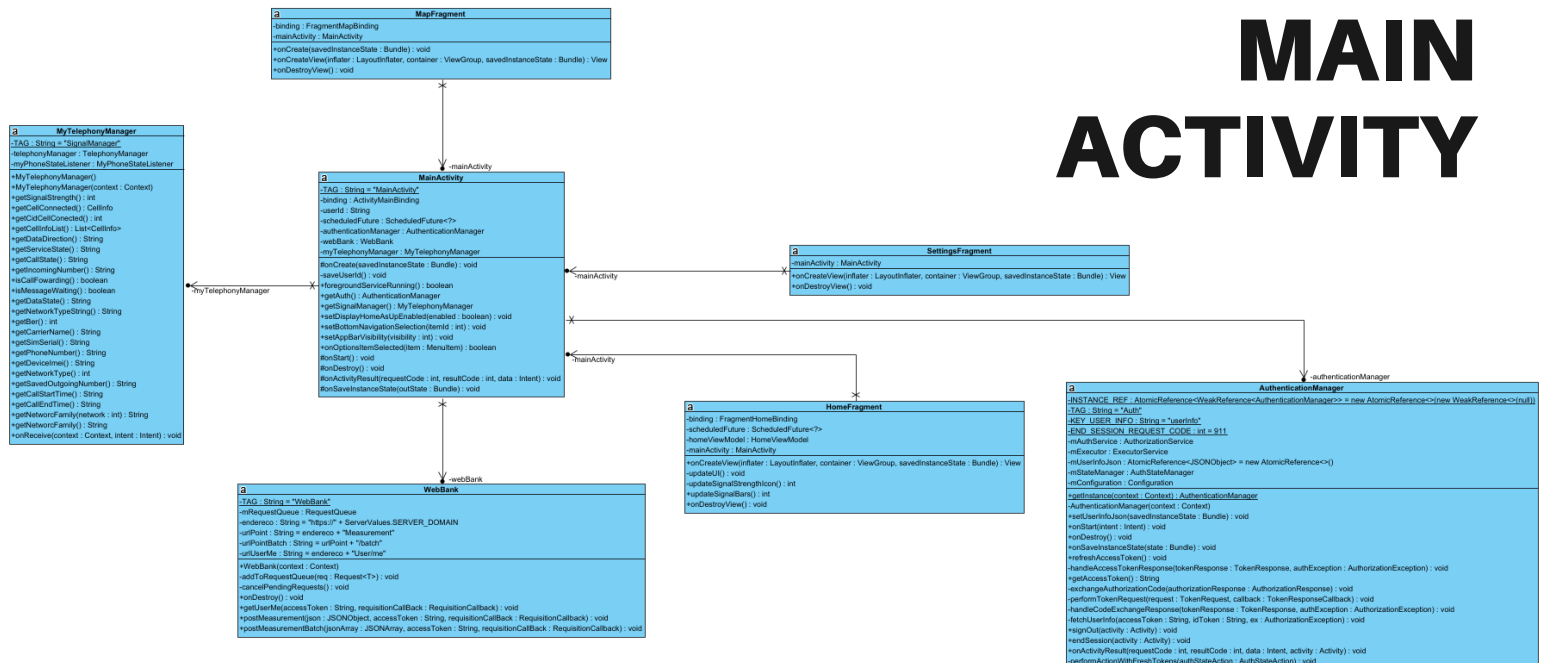 MAIN
ACTIVITY
a MapFragment
-binding : FragmentMapBinding
-mainActivity : MainActivity
+onCreate(savedInstanceState : Bundle) : void
+onCreateView(inflater : LayoutInflater, container : ViewGroup, savedInstanceState : Bundle) : View
+onDestroyView() : void
-mainActivity
a MyTelephonyManager
-TAG : String = "SignalManager"
-telephonyManager : TelephonyManager
-myPhoneStateListener : MyPhoneStateListener
+MyTelephonyManager()
+MyTelephonyManager(context : Context)
+getSignalStrength() : int
+getCellConnected() : CellInfo
+getCidCellConected() : int
+getCellInfoList() : List<CellInfo>
+getDataDirection() : String
+getServiceState() : String
+getCallState() : String
+getIncomingNumber() : String
+isCallFowarding() : boolean
+isMessageWaiting() : boolean
+getDataState() : String
+getNetworkTypeString() : String
+getBer() : int
+getCarrierName() : String
+getSimSerial() : String
+getPhoneNumber() : String
+getDeviceImei() : String
+getNetworkType() : int
+getSavedOutgoingNumber() : String
+getCallStartTime() : String
+getCallEndTime() : String
+getNetworcFamily(network : int) : String
+getNetworcFamily() : String
+onReceive(context : Context, intent : Intent) : void
-myTelephonyManager
a MainActivity
-TAG : String = "MainActivity"
-binding : ActivityMainBinding
-userId : String
-scheduledFuture : ScheduledFuture<?>
-authenticationManager : AuthenticationManager
-webBank : WebBank
-myTelephonyManager : MyTelephonyManager
#onCreate(savedInstanceState : Bundle) : void
-saveUserId() : void
+foregroundServiceRunning() : boolean
+getAuth() : AuthenticationManager
+getSignalManager() : MyTelephonyManager
+setDisplayHomeAsUpEnabled(enabled : boolean) : void
+setBottomNavigationSelection(itemId : int) : void
+setAppBarVisibility(visibility : int) : void
+onOptionsItemSelected(item : MenuItem) : boolean
#onStart() : void
#onDestroy() : void
#onActivityResult(requestCode : int, resultCode : int, data : Intent) : void
#onSaveInstanceState(outState : Bundle) : void
-mainActivity
a SettingsFragment
-mainActivity : MainActivity
+onCreateView(inflater : LayoutInflater, container : ViewGroup, savedInstanceState : Bundle) : View
+onDestroyView() : void
-mainActivity
a HomeFragment
-binding : FragmentHomeBinding
-scheduledFuture : ScheduledFuture<?>
-homeViewModel : HomeViewModel
-mainActivity : MainActivity
+onCreateView(inflater : LayoutInflater, container : ViewGroup, savedInstanceState : Bundle) : View
-updateUI() : void
-updateSignalStrengthIcon() : int
+updateSignalBars() : int
+onDestroyView() : void
-webBank
a WebBank
-TAG : String = "WebBank"
-mRequestQueue : RequestQueue
-endereco : String = "https://" + ServerValues.SERVER_DOMAIN
-urlPoint : String = endereco + "Measurement"
-urlPointBatch : String = urlPoint + "/batch"
-urlUserMe : String = endereco + "User/me"
+WebBank(context : Context)
-addToRequestQueue(req : Request<T>) : void
-cancelPendingRequests() : void
+onDestroy() : void
+getUserMe(accessToken : String, requisitionCallBack : RequisitionCallback) : void
+postMeasurement(json : JSONObject, accessToken : String, requisitionCallBack : RequisitionCallback) : void
+postMeasurementBatch(jsonArray : JSONArray, accessToken : String, requisitionCallBack : RequisitionCallback) : void
-authenticationManager
a AuthenticationManager
-INSTANCE_REF : AtomicReference<WeakReference<AuthenticationManager>> = new AtomicReference<>(new WeakReference<>(null))
-TAG : String = "Auth"
-KEY_USER_INFO : String = "userInfo"
-END_SESSION_REQUEST_CODE : int = 911
-mAuthService : AuthorizationService
-mExecutor : ExecutorService
-mUserInfoJson : AtomicReference<JSONObject> = new AtomicReference<>()
-mStateManager : AuthStateManager
-mConfiguration : Configuration
+getInstance(context : Context) : AuthenticationManager
-AuthenticationManager(context : Context)
+setUserInfoJson(savedInstanceState : Bundle) : void
+onStart(intent : Intent) : void
+onDestroy() : void
+onSaveInstanceState(state : Bundle) : void
+refreshAccessToken() : void
-handleAccessTokenResponse(tokenResponse : TokenResponse, authException : AuthorizationException) : void
+getAccessToken() : String
-exchangeAuthorizationCode(authorizationResponse : AuthorizationResponse) : void
-performTokenRequest(request : TokenRequest, callback : TokenResponseCallback) : void
-handleCodeExchangeResponse(tokenResponse : TokenResponse, authException : AuthorizationException) : void
-fetchUserInfo(accessToken : String, idToken : String, ex : AuthorizationException) : void
+signOut(activity : Activity) : void
+endSession(activity : Activity) : void
+onActivityResult(requestCode : int, resultCode : int, data : Intent, activity : Activity) : void
-performActionWithFreshTokens(authStateAction : AuthStateAction) : void